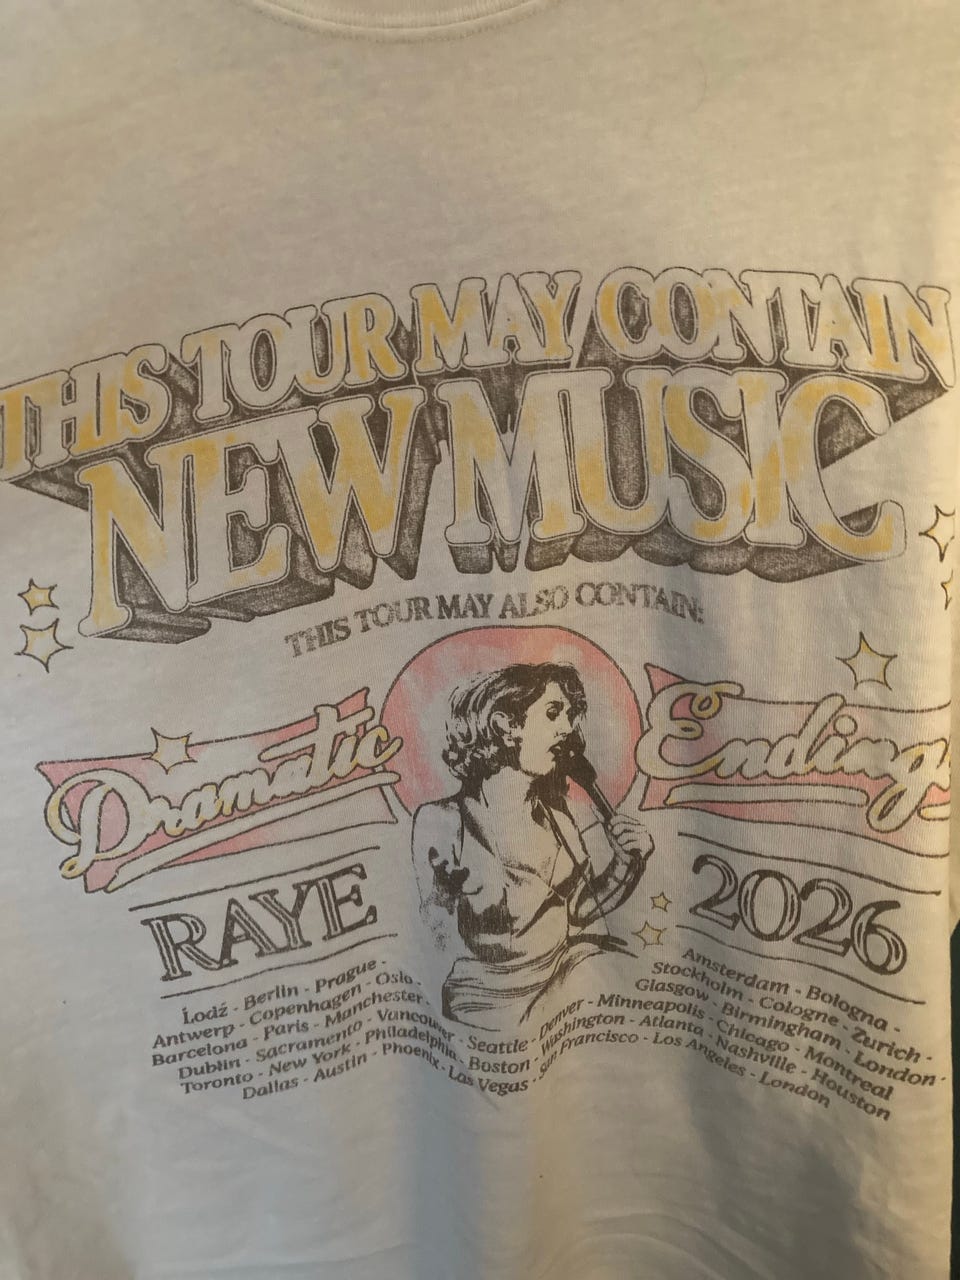 THIS TOUR MAY CONTAIN
NEW MUSIC
THIS TOUR MAY ALSO CONTAIN:
Dramatic Endings
RAYE 2026
Łodź - Berlin - Prague -
Antwerp - Copenhagen - Oslo -
Barcelona - Paris - Manchester -
Dublin - Sacramento - Vancouver - Seattle - Denver - Minneapolis - Chicago - Montreal
Toronto - New York - Philadelphia - Boston - Washington - Atlanta - Nashville - Houston
Dallas - Austin - Phoenix - Las Vegas - San Francisco - Los Angeles - London
Amsterdam - Bologna -
Stockholm - Cologne - Zurich -
Glasgow - Birmingham - London -